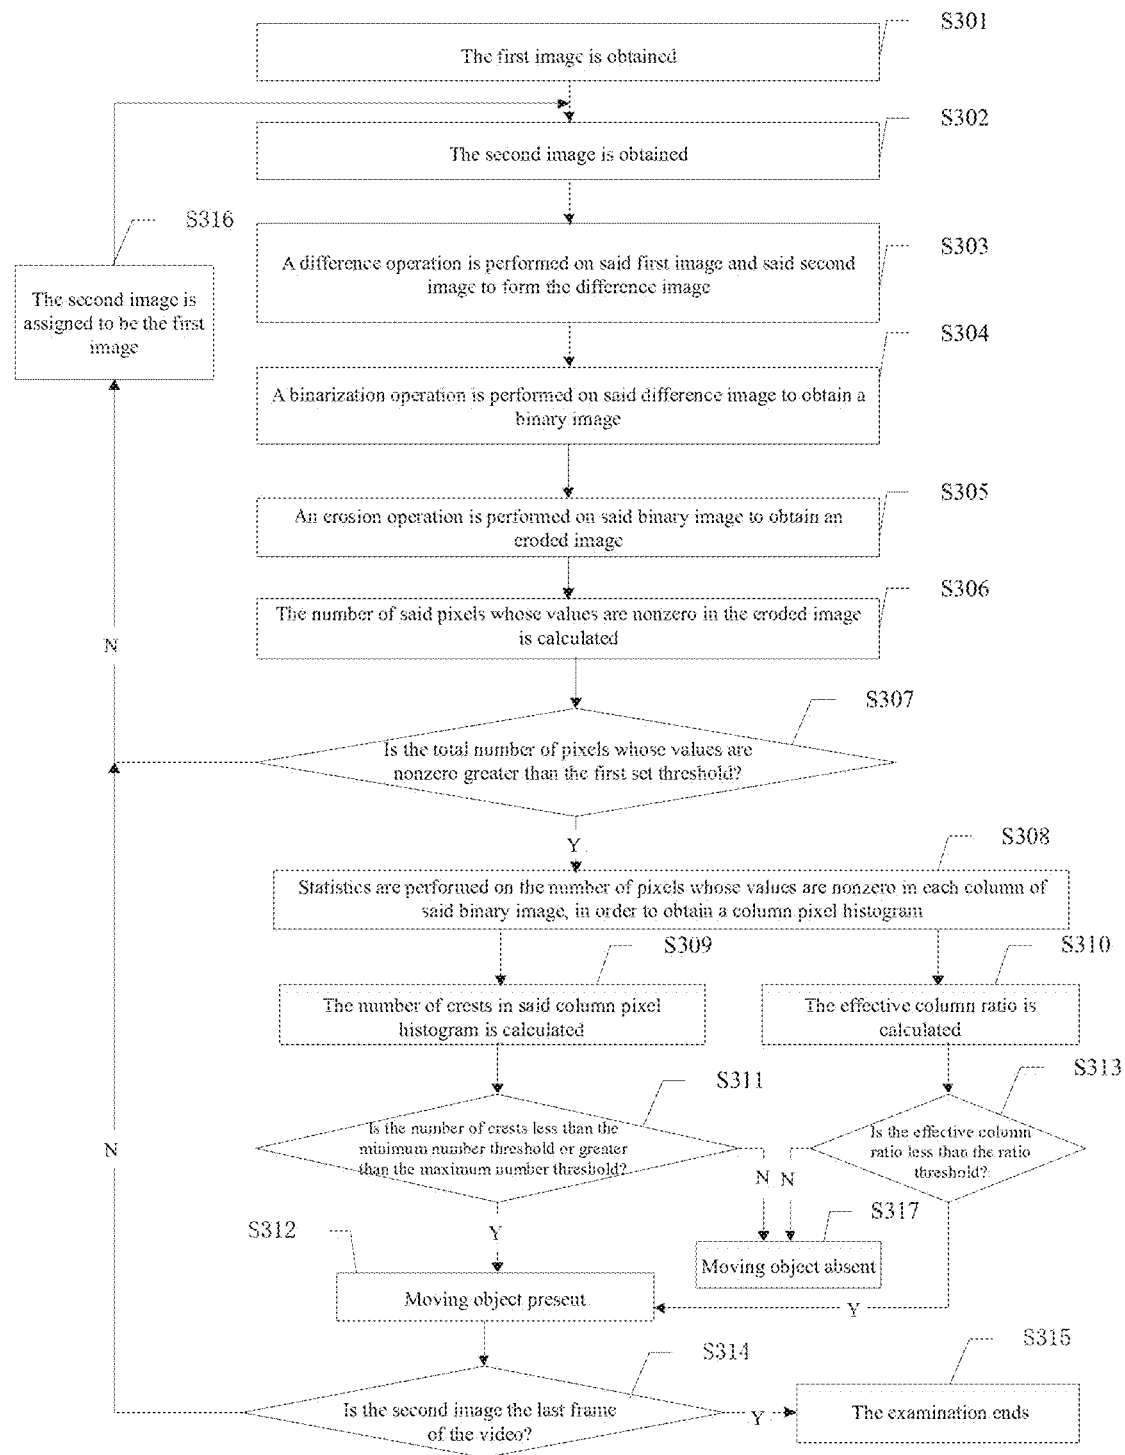 S301
The first image is obtained
S302
The second image is obtained
S316
The second image is
assigned to be the first
image
S303
A difference operation is performed on said first image and said second
image to form the difference image
S304
A binarization operation is performed on said difference image to obtain a
binary image
S305
An erosion operation is performed on said binary image to obtain an
eroded image
S306
The number of said pixels whose values are nonzero in the eroded image
is calculated
N
S307
Is the total number of pixels whose values are
nonzero greater than the first set threshold?
Y
S308
Statistics are performed on the number of pixels whose values are nonzero in each column of
said binary image, in order to obtain a column pixel histogram
S309
The number of crests in said column pixel
histogram is calculated
S310
The effective column ratio is
calculated
S311
Is the number of crests less than the
minimum number threshold or greater
than the maximum number threshold?
S313
Is the effective column
ratio less than the ratio
threshold?
N
N
N
S317
Moving object absent
Y
S312
Moving object present
Y
S314
Is the second image the last frame
of the video?
Y
S315
The examination ends